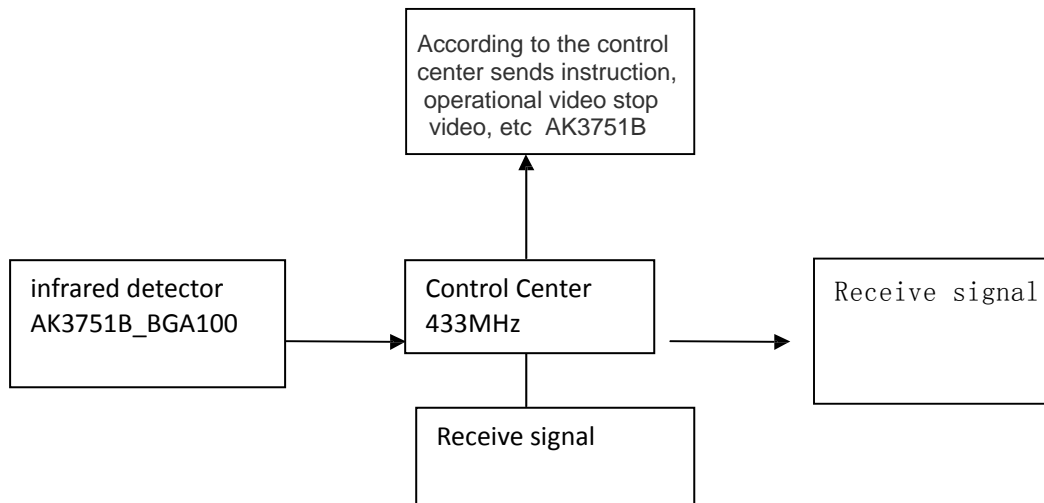 According to the control
center sends instruction,
operational video stop
video, etc AK3751B
infrared detector
AK3751B_BGA100
Control Center
433MHz
Receive signal
Receive signal